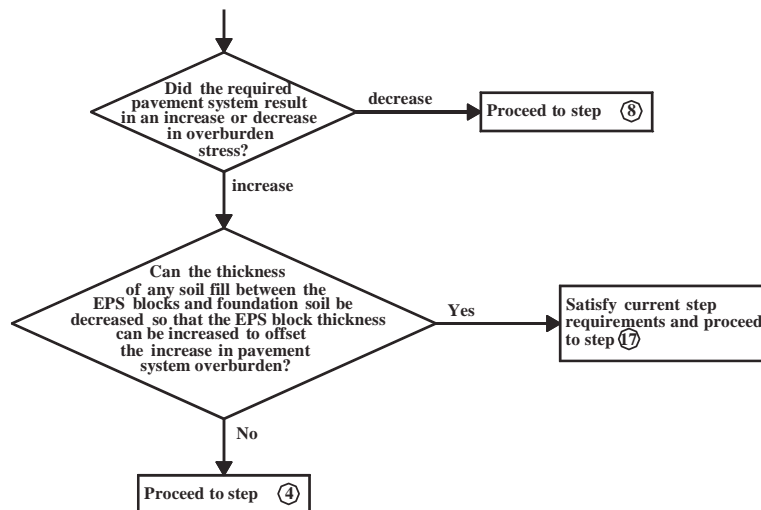 Did the required
pavement system result
in an increase or decrease
in overburden
stress?
decrease
Proceed to step 8
increase
Can the thickness
of any soil fill between the
EPS blocks and foundation soil be
decreased so that the EPS block thickness
can be increased to offset
the increase in pavement
system overburden?
Yes
Satisfy current step
requirements and proceed
to step 17
No
Proceed to step 4